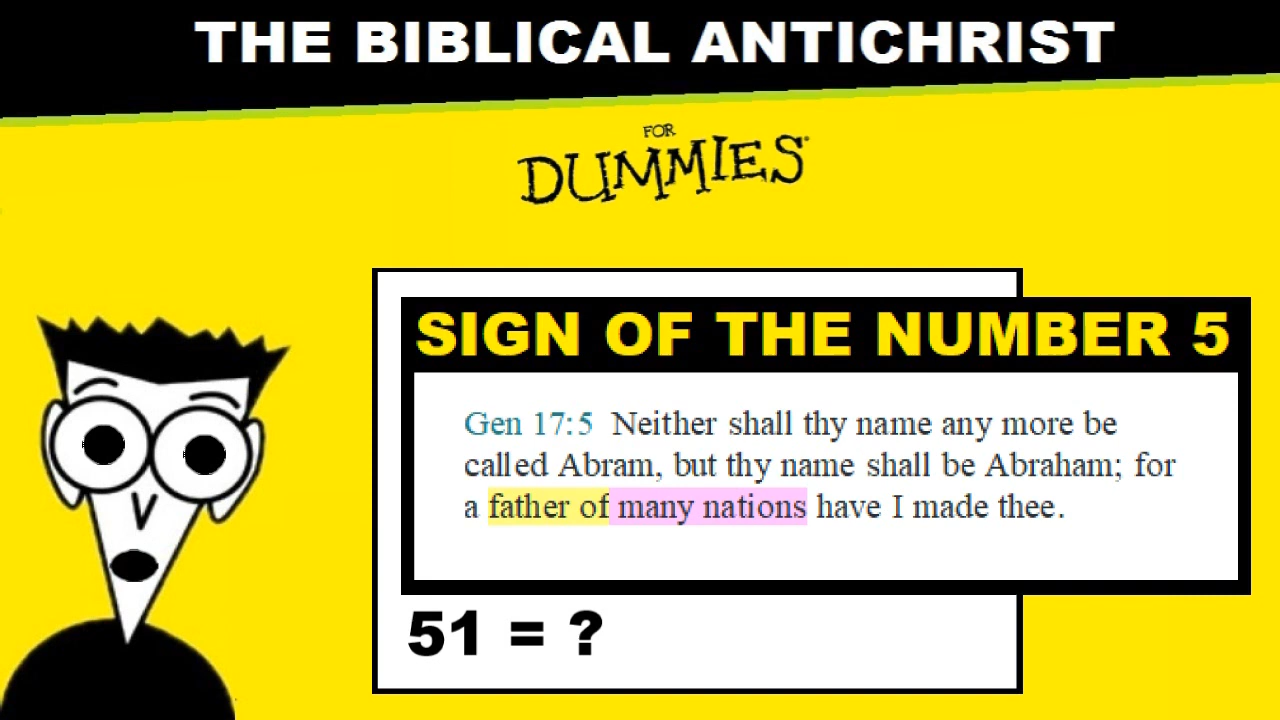 THE BIBLICAL ANTICHRIST
FOR
DUMMIES®
SIGN OF THE NUMBER 5
Gen 17:5 Neither shall thy name any more be
called Abram, but thy name shall be Abraham; for
a father of many nations have I made thee.
51 = ?